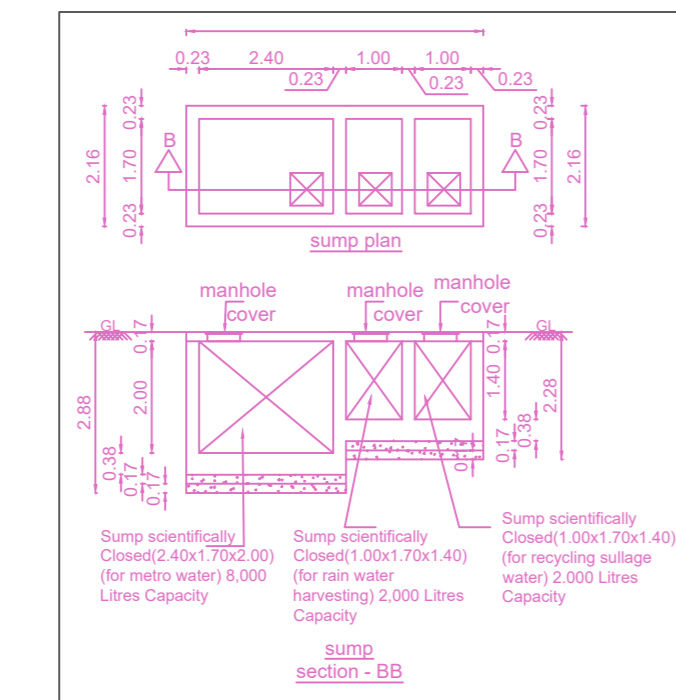 0.23 2.40 1.00 1.00
0.23 0.23 0.23
0.23 0.23
B B
2.16 1.70 1.70 2.16
0.23 0.23
sump plan
manhole cover
manhole cover
manhole cover
GL 0.17 0.17 GL
2.88 2.00 1.40 2.28
0.38 0.38
0.17 0.17
0.17
Sump scientifically
Closed(2.40x1.70x2.00)
(for metro water) 8,000
Litres Capacity
Sump scientifically
Closed(1.00x1.70x1.40)
(for rain water
harvesting) 2,000 Litres
Capacity
Sump scientifically
Closed(1.00x1.70x1.40)
(for recycling sullage
water) 2.000 Litres
Capacity
sump
section - BB